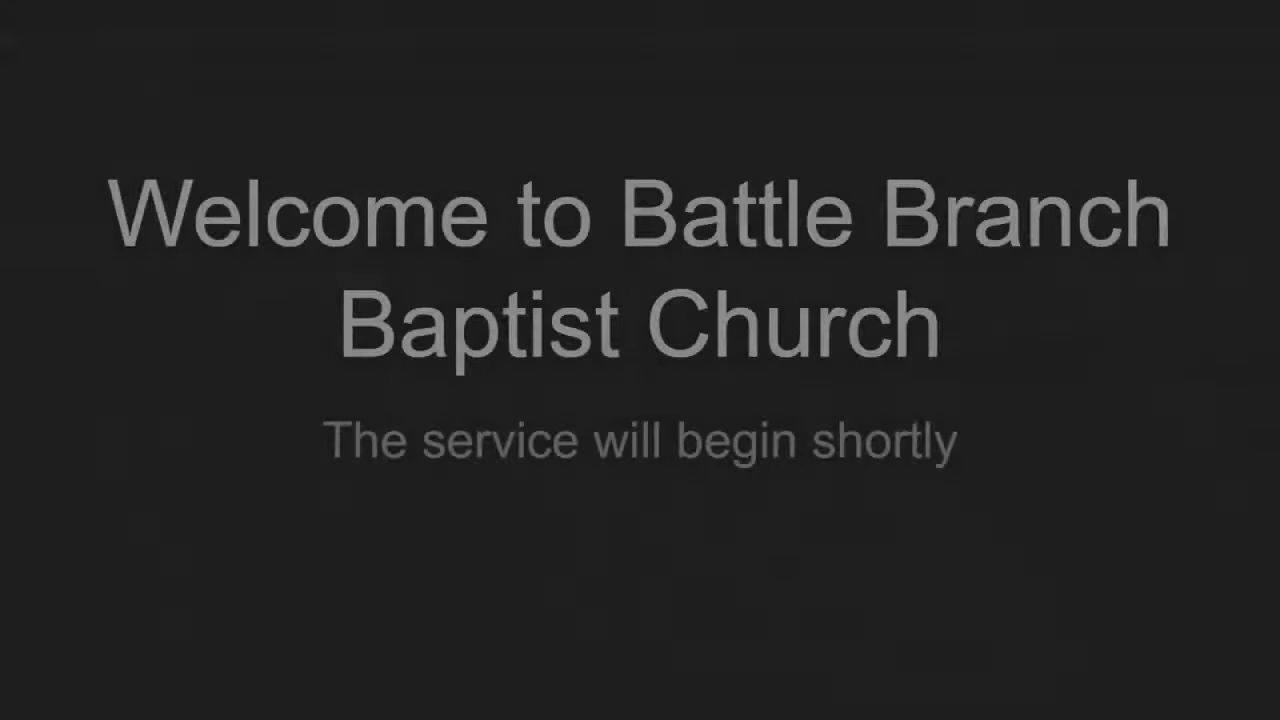 Welcome to Battle Branch
Baptist Church
The service will begin shortly